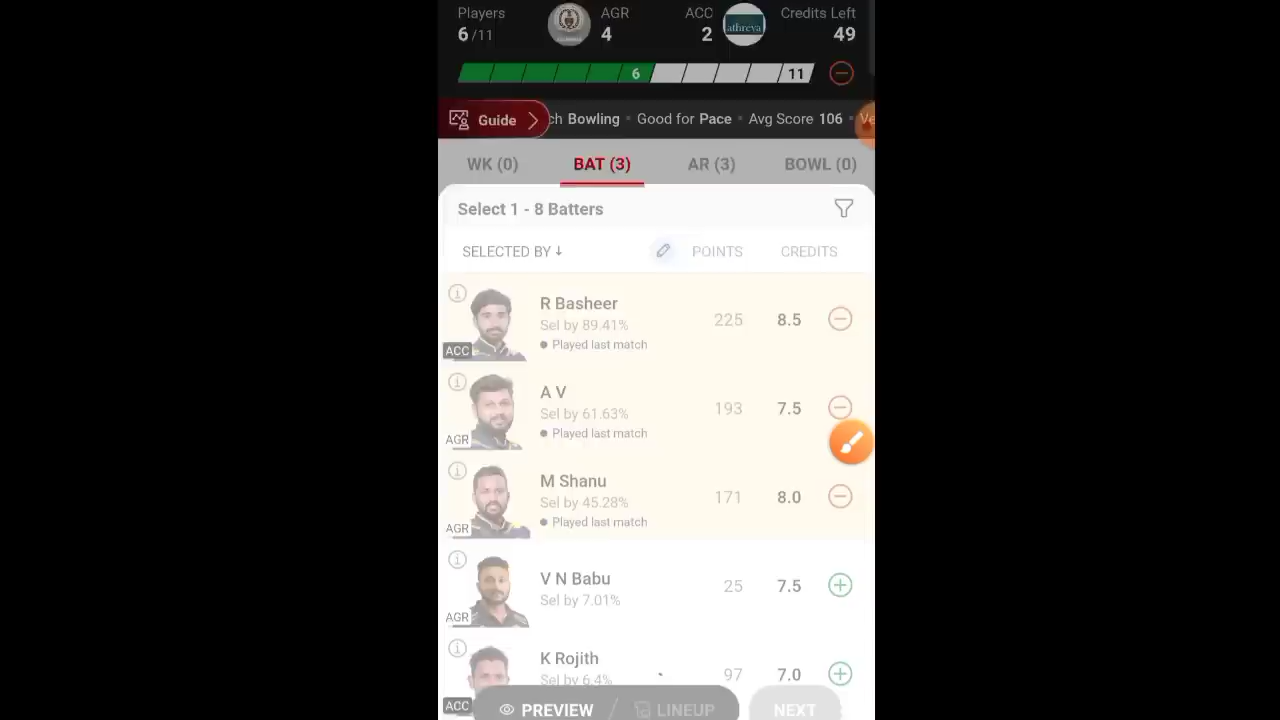 Players AGR ACC Credits Left
6 /11 4 2 athreya 49
6 11
Guide ch Bowling • Good for Pace • Avg Score 106 • Ve
WK (0) BAT (3) AR (3) BOWL (0)
Select 1 - 8 Batters
SELECTED BY ↓ POINTS CREDITS
R Basheer
Sel by 89.41% 225 8.5
Played last match
ACC
A V
Sel by 61.63% 193 7.5
Played last match
AGR
M Shanu
Sel by 45.28% 171 8.0
Played last match
AGR
V N Babu 25 7.5
Sel by 7.01%
AGR
K Rojith 97 7.0
Sel by 6.4%
ACC
PREVIEW / LINEUP NEXT